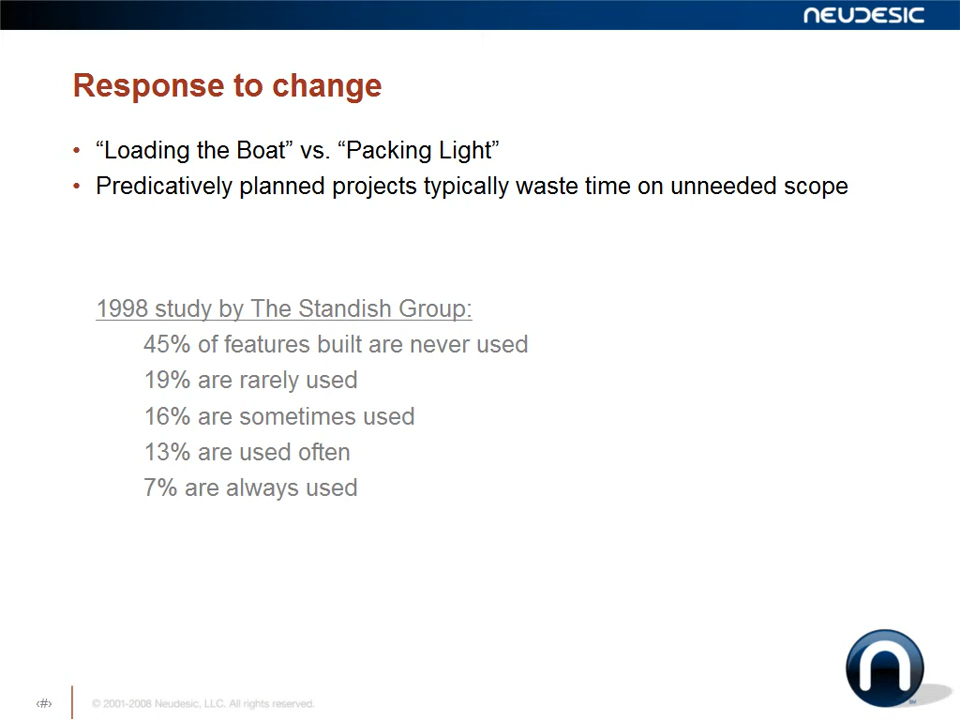 NEUDESIC
Response to change
• “Loading the Boat” vs. “Packing Light”
• Predicatively planned projects typically waste time on unneeded scope
1998 study by The Standish Group:
45% of features built are never used
19% are rarely used
16% are sometimes used
13% are used often
7% are always used
n
SM
‹#›
© 2001-2008 Neudesic, LLC. All rights reserved.